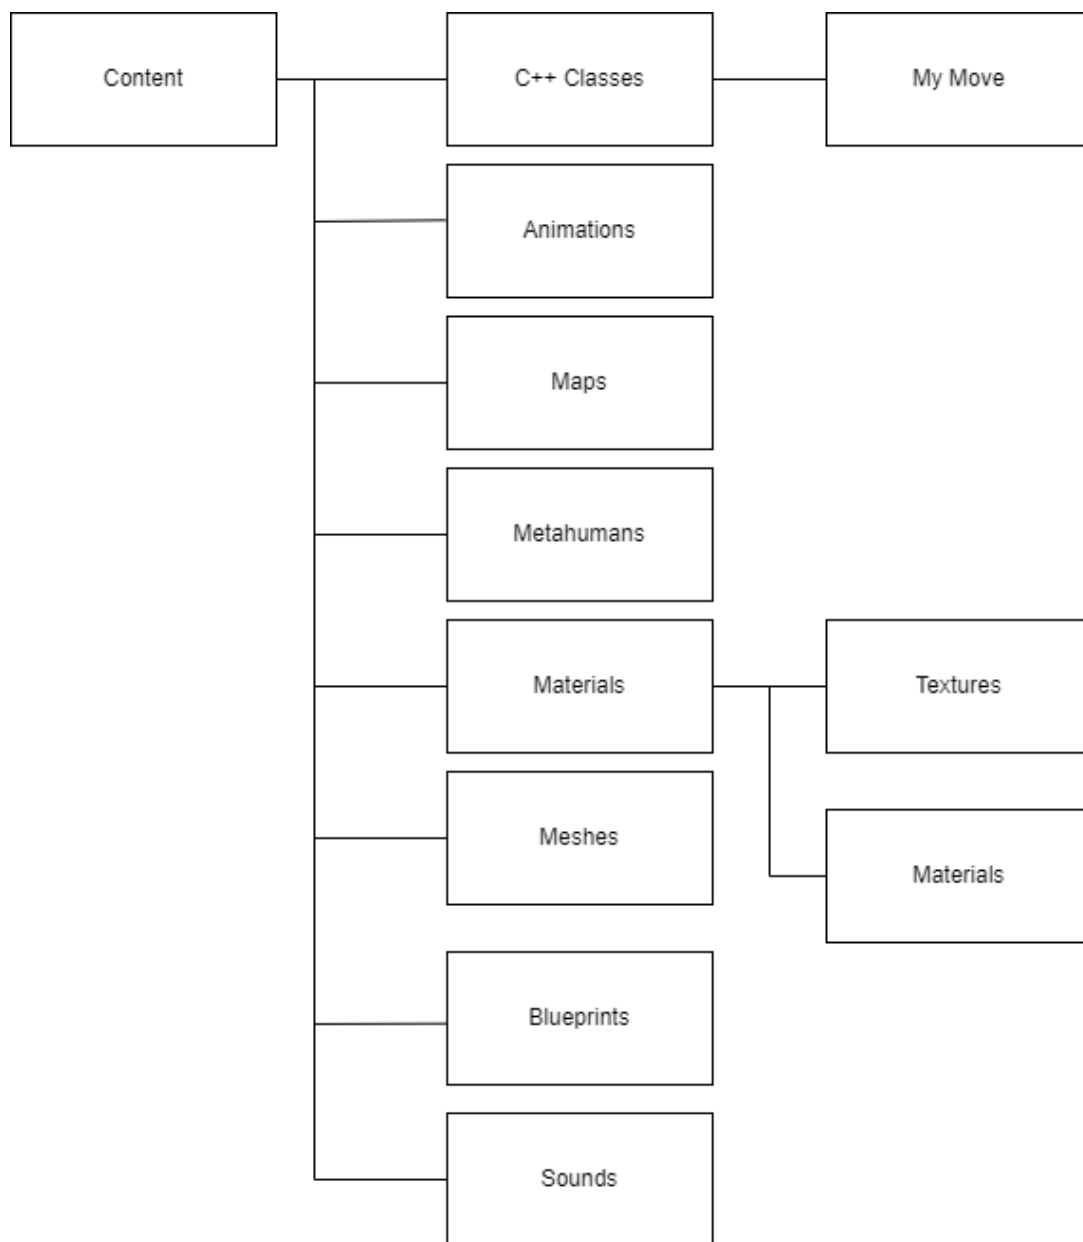 Content
C++ Classes
My Move
Animations
Maps
Metahumans
Materials
Textures
Meshes
Materials
Blueprints
Sounds